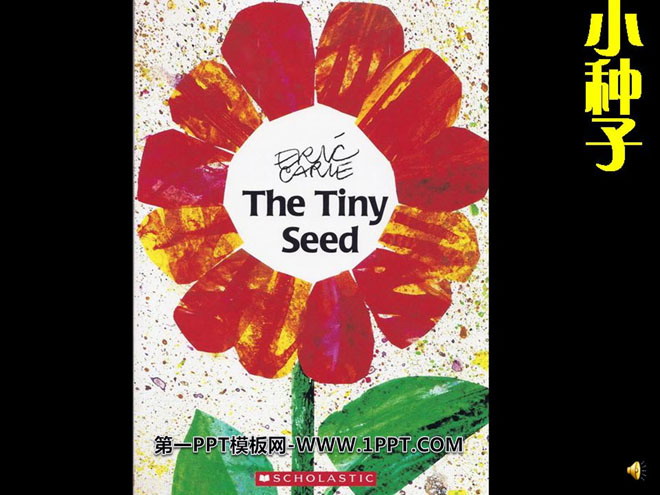 小种子
ERIC
CARLE
The Tiny
Seed
第一PPT模板网-WWW.1PPT.COM
SCHOLASTIC